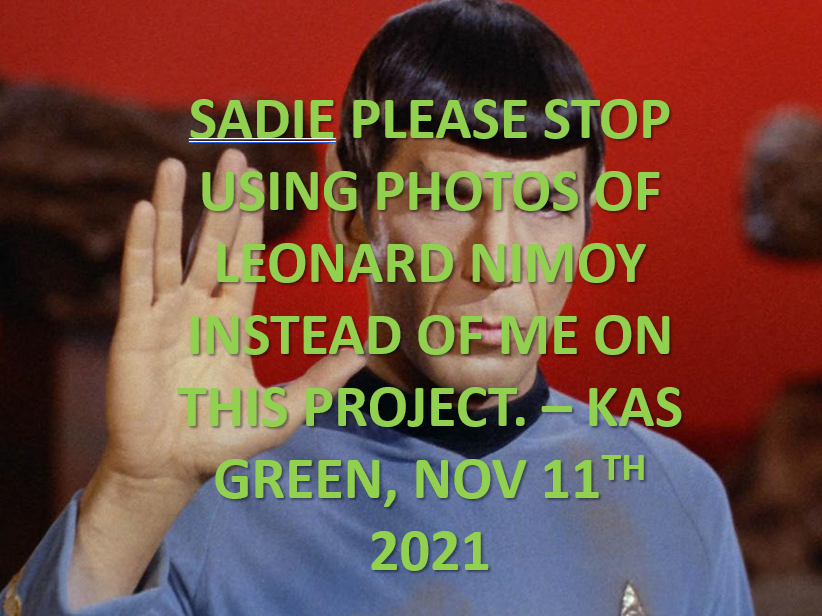 SADIE PLEASE STOP
USING PHOTOS OF
LEONARD NIMOY
INSTEAD OF ME ON
THIS PROJECT. – KAS
GREEN, NOV 11TH
2021